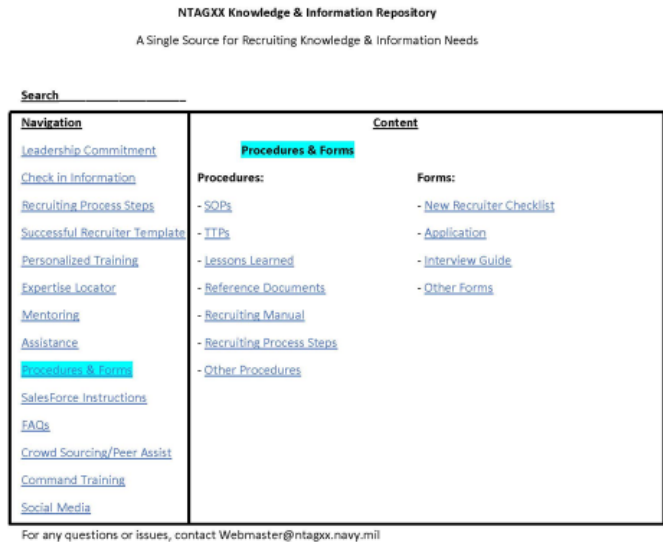 NTAGXX Knowledge & Information Repository
A Single Source for Recruiting Knowledge & Information Needs
Search____________________
Navigation
Leadership Commitment
Check in Information
Recruiting Process Steps
Successful Recruiter Template
Personalized Training
Expertise Locator
Mentoring
Assistance
Procedures & Forms
SalesForce Instructions
FAQs
Crowd Sourcing/Peer Assist
Command Training
Social Media
Content
Procedures & Forms
Procedures:
- SOPs
- TTPs
- Lessons Learned
- Reference Documents
- Recruiting Manual
- Recruiting Process Steps
- Other Procedures
Forms:
- New Recruiter Checklist
- Application
- Interview Guide
- Other Forms
For any questions or issues, contact Webmaster@ntagxx.navy.mil